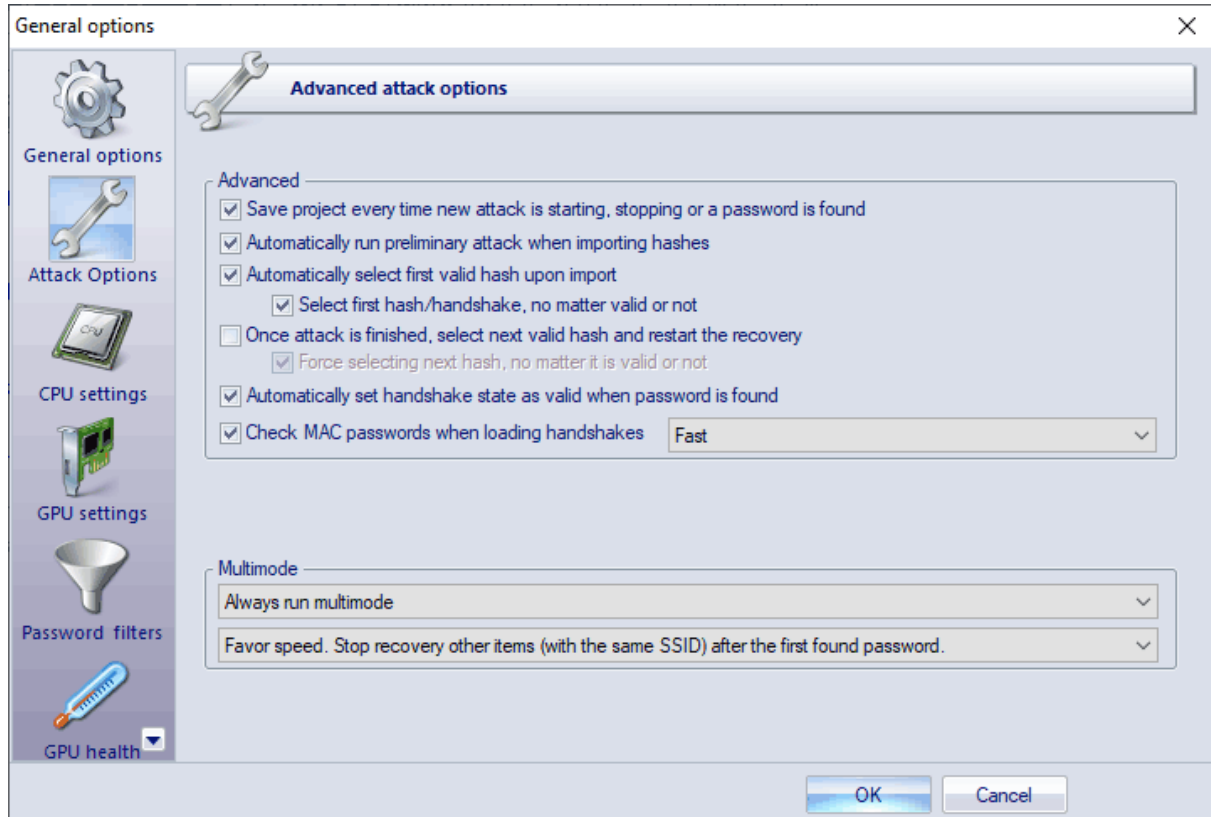 General options
General options
Attack Options
CPU
CPU settings
GPU settings
Password filters
GPU health
Advanced attack options
Advanced
Save project every time new attack is starting, stopping or a password is found
Automatically run preliminary attack when importing hashes
Automatically select first valid hash upon import
Select first hash/handshake, no matter valid or not
Once attack is finished, select next valid hash and restart the recovery
Force selecting next hash, no matter it is valid or not
Automatically set handshake state as valid when password is found
Check MAC passwords when loading handshakes Fast
Multimode
Always run multimode
Favor speed. Stop recovery other items (with the same SSID) after the first found password.
OK Cancel